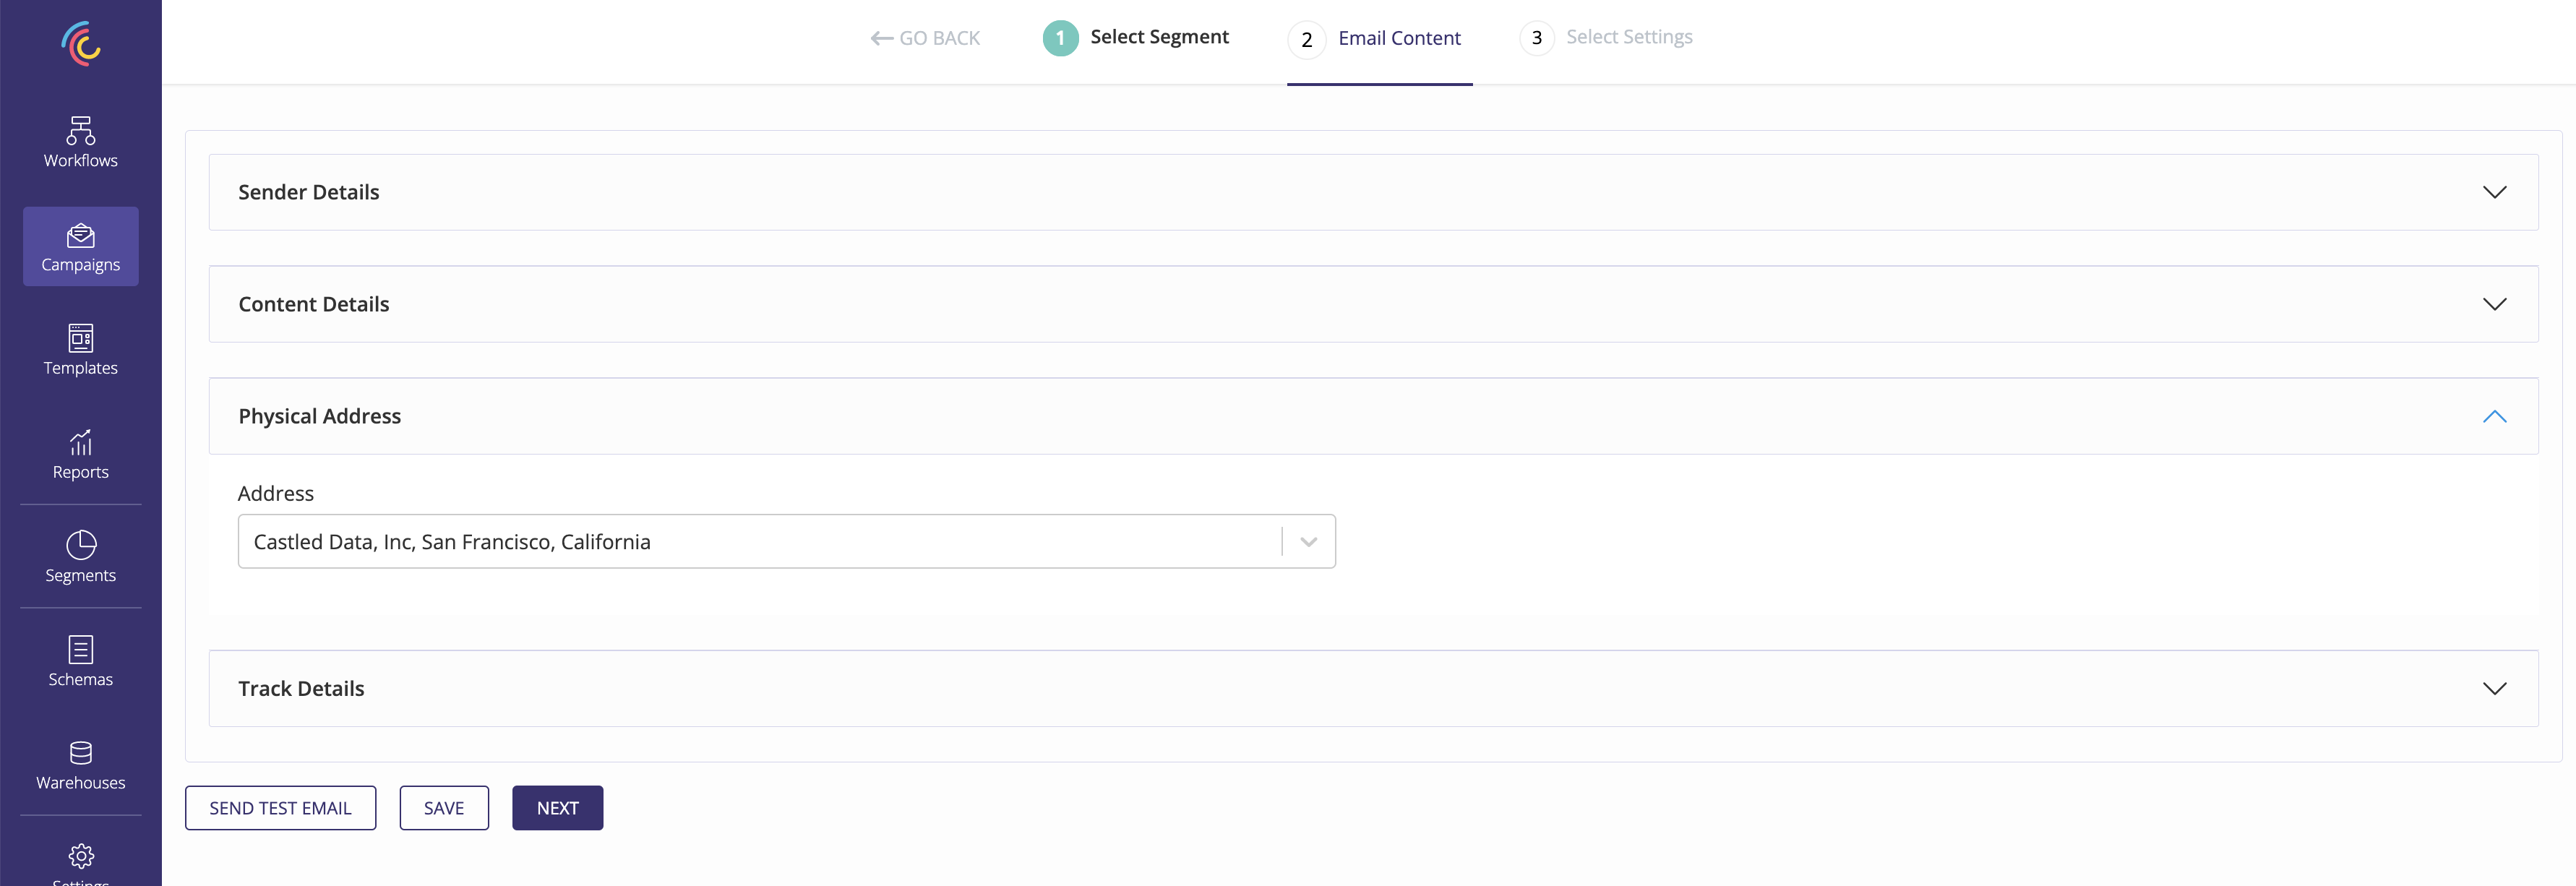 GO BACK
1 Select Segment
2 Email Content
3 Select Settings
Workflows
Campaigns
Templates
Reports
Segments
Schemas
Warehouses
Settings
Sender Details
Content Details
Physical Address
Address
Castled Data, Inc, San Francisco, California
Track Details
SEND TEST EMAIL
SAVE
NEXT